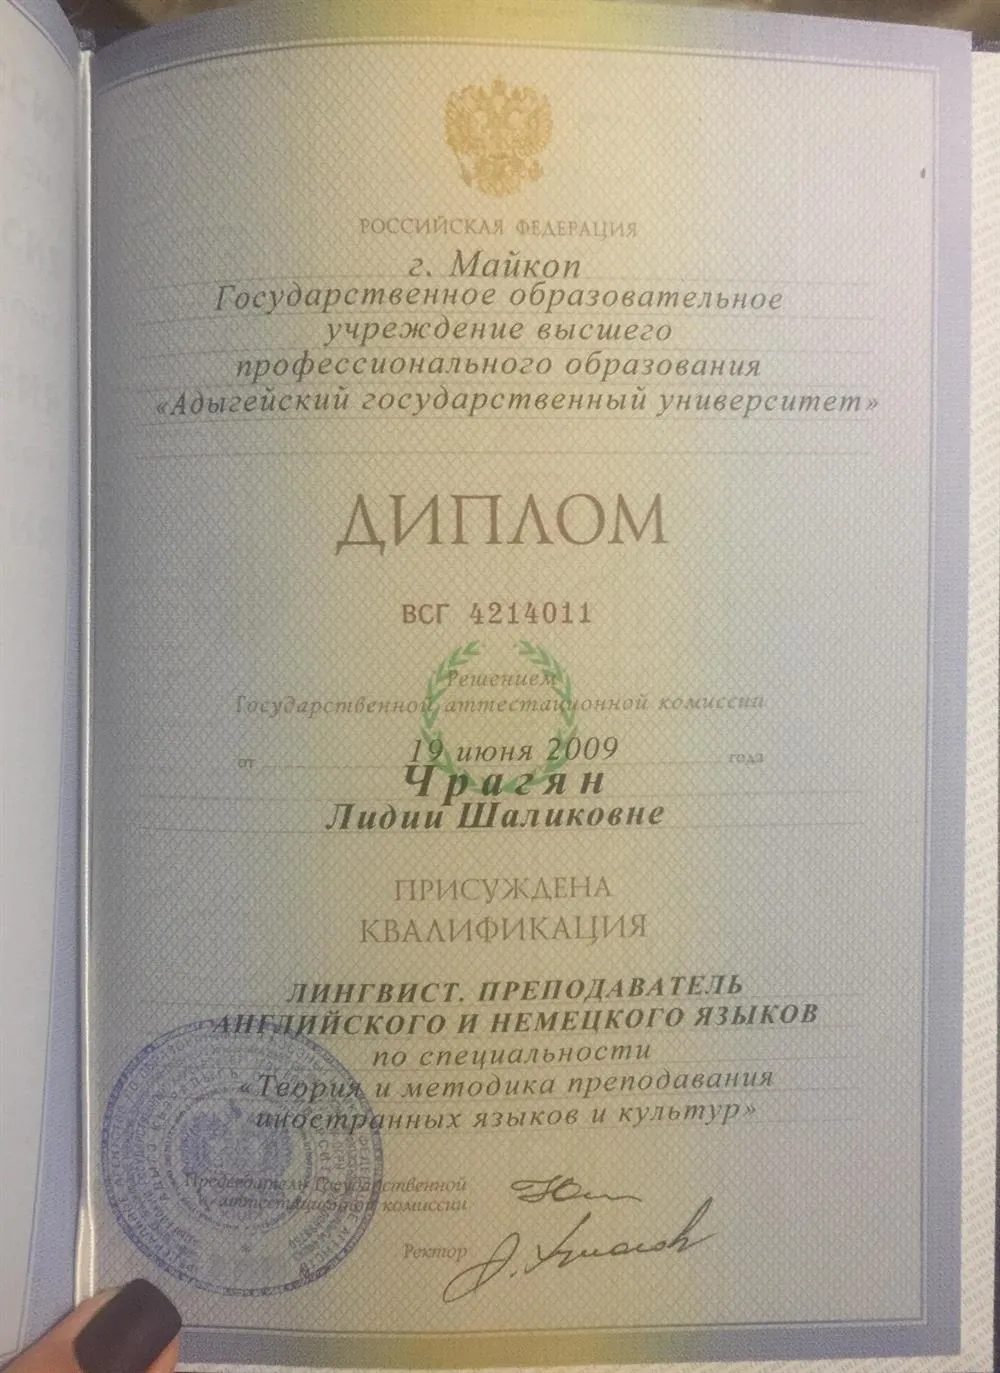 РОССИЙСКАЯ ФЕДЕРАЦИЯ
г. Майкоп
Государственное образовательное
учреждение высшего
профессионального образования
«Адыгейский государственный университет»
ДИПЛОМ
ВСГ 4214011
Решением
Государственной аттестационной комиссии
от 19 июня 2009 года
Чрагян
Лидии Шаликовне
ПРИСУЖДЕНА
КВАЛИФИКАЦИЯ
ЛИНГВИСТ. ПРЕПОДАВАТЕЛЬ
АНГЛИЙСКОГО И НЕМЕЦКОГО ЯЗЫКОВ
по специальности
«Теория и методика преподавания
иностранных языков и культур»
Председатель Государственной
аттестационной комиссии
Ректор